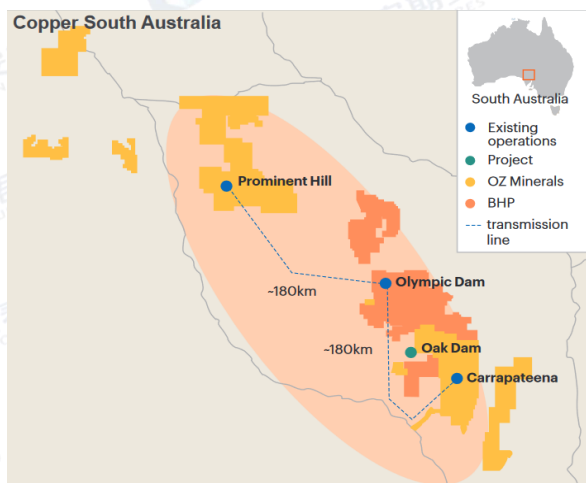 Copper South Australia
South Australia
Existing
operations
Project
OZ Minerals
BHP
transmission
line
Prominent Hill
Olympic Dam
~180km
~180km
Oak Dam
Carrapateena